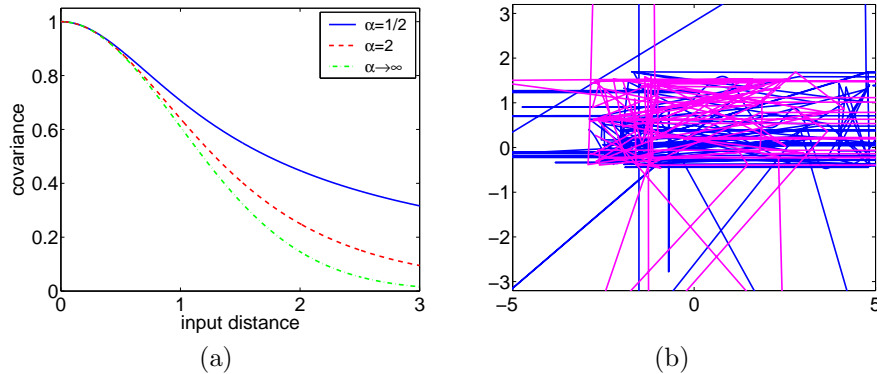 1
0.8
0.6
0.4
0.2
0
covariance
α=1/2
α=2
α→∞
0 1 2 3
input distance
(a)
3
2
1
0
−1
−2
−3
−5 0 5
(b)